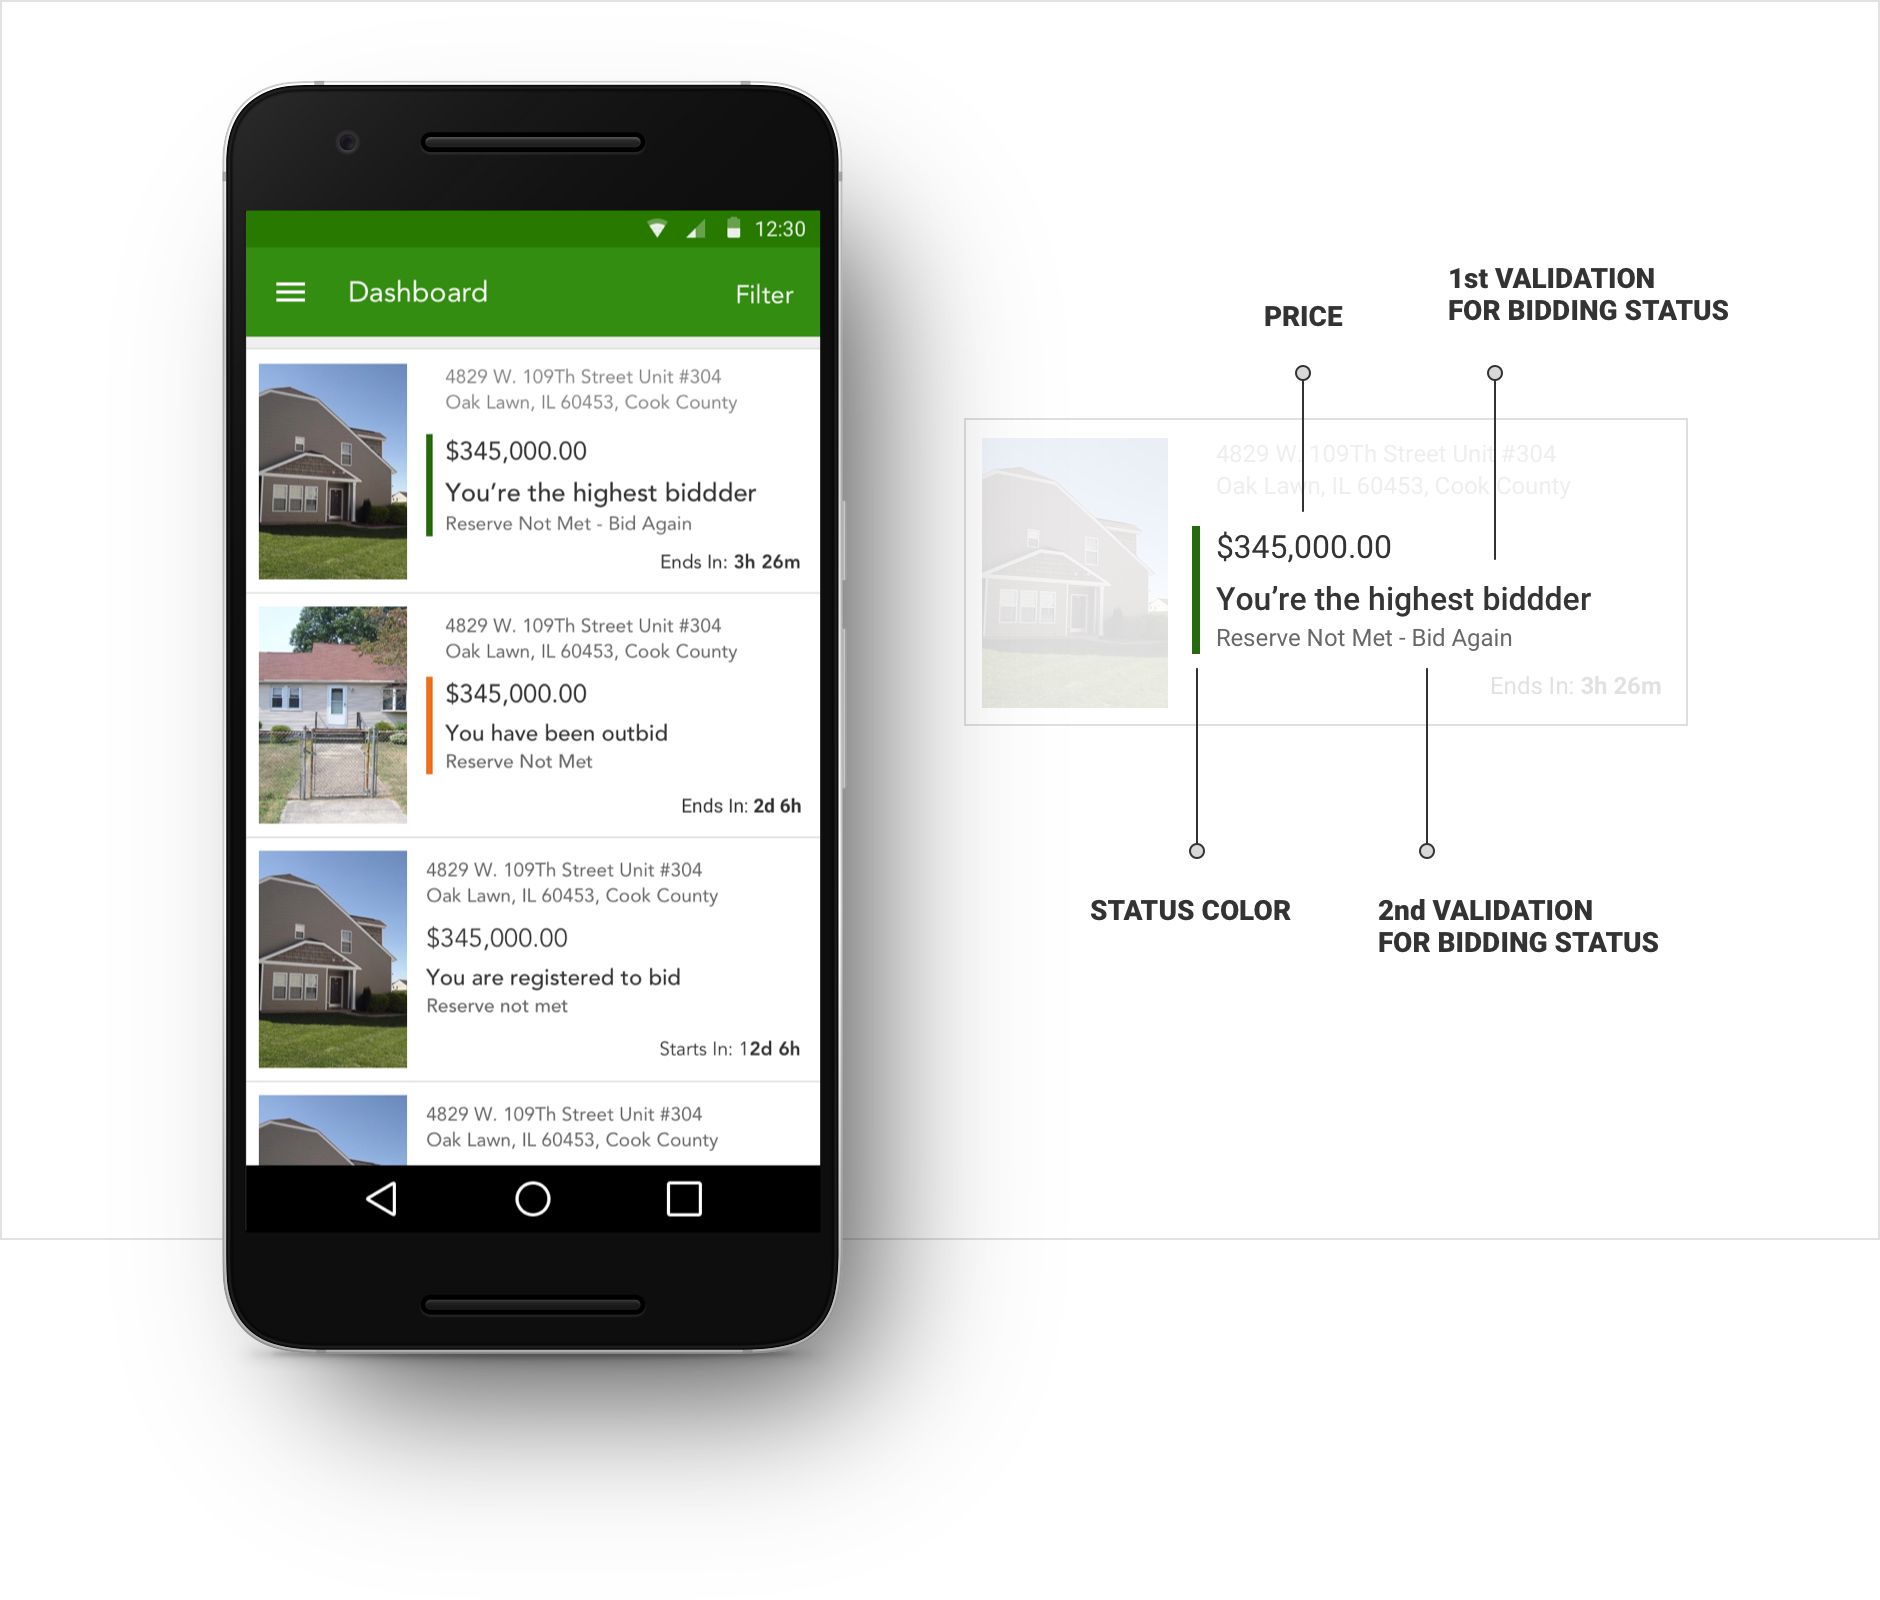 12:30
Dashboard
Filter
4829 W. 109Th Street Unit #304
Oak Lawn, IL 60453, Cook County
$345,000.00
You’re the highest biddder
Reserve Not Met - Bid Again
Ends In: 3h 26m
4829 W. 109Th Street Unit #304
Oak Lawn, IL 60453, Cook County
$345,000.00
You have been outbid
Reserve Not Met
Ends In: 2d 6h
4829 W. 109Th Street Unit #304
Oak Lawn, IL 60453, Cook County
$345,000.00
You are registered to bid
Reserve not met
Starts In: 12d 6h
4829 W. 109Th Street Unit #304
Oak Lawn, IL 60453, Cook County
PRICE
1st VALIDATION
FOR BIDDING STATUS
4829 W. 109Th Street Unit #304
Oak Lawn, IL 60453, Cook County
$345,000.00
You’re the highest biddder
Reserve Not Met - Bid Again
Ends In: 3h 26m
STATUS COLOR
2nd VALIDATION
FOR BIDDING STATUS